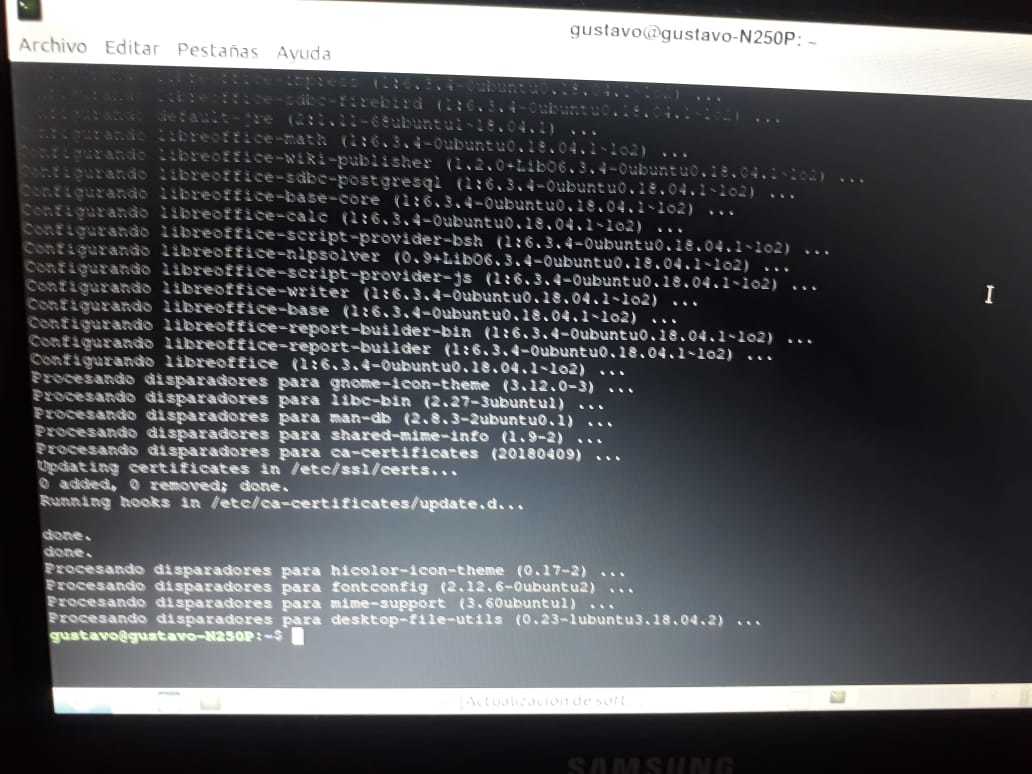 gustavo@gustavo-N250P: ~
Archivo Editar Pestañas Ayuda
(1:6.3.4-0ubuntu0.18.04.1~lo2) ...
libreoffice-sdbc-firebird (1:6.3.4-0ubuntu0.18.04.1~lo2) ...
Configurando default-jre (2:1.11-68ubuntu1~18.04.1) ...
Configurando libreoffice-math (1:6.3.4-0ubuntu0.18.04.1~lo2) ...
Configurando libreoffice-wiki-publisher (1.2.0+LibO6.3.4-0ubuntu0.18.04.1~lo2) ...
Configurando libreoffice-sdbc-postgresql (1:6.3.4-0ubuntu0.18.04.1~lo2) ...
Configurando libreoffice-base-core (1:6.3.4-0ubuntu0.18.04.1~lo2) ...
Configurando libreoffice-calc (1:6.3.4-0ubuntu0.18.04.1~lo2) ...
Configurando libreoffice-script-provider-bsh (1:6.3.4-0ubuntu0.18.04.1~lo2) ...
Configurando libreoffice-nlpsolver (0.9+LibO6.3.4-0ubuntu0.18.04.1~lo2) ...
Configurando libreoffice-script-provider-js (1:6.3.4-0ubuntu0.18.04.1~lo2) ...
Configurando libreoffice-writer (1:6.3.4-0ubuntu0.18.04.1~lo2) ...
Configurando libreoffice-base (1:6.3.4-0ubuntu0.18.04.1~lo2) ...
Configurando libreoffice-report-builder-bin (1:6.3.4-0ubuntu0.18.04.1~lo2) ...
Configurando libreoffice-report-builder (1:6.3.4-0ubuntu0.18.04.1~lo2) ...
Configurando libreoffice (1:6.3.4-0ubuntu0.18.04.1~lo2) ...
Procesando disparadores para gnome-icon-theme (3.12.0-3) ...
Procesando disparadores para libc-bin (2.27-3ubuntu1) ...
Procesando disparadores para man-db (2.8.3-2ubuntu0.1) ...
Procesando disparadores para shared-mime-info (1.9-2) ...
Procesando disparadores para ca-certificates (20180409) ...
Updating certificates in /etc/ssl/certs...
0 added, 0 removed; done.
Running hooks in /etc/ca-certificates/update.d...
done.
done.
Procesando disparadores para hicolor-icon-theme (0.17-2) ...
Procesando disparadores para fontconfig (2.12.6-0ubuntu2) ...
Procesando disparadores para mime-support (3.60ubuntu1) ...
Procesando disparadores para desktop-file-utils (0.23-1ubuntu3.18.04.2) ...
gustavo@gustavo-N250P:~$
[Actualización de soft...
SAMSUNG